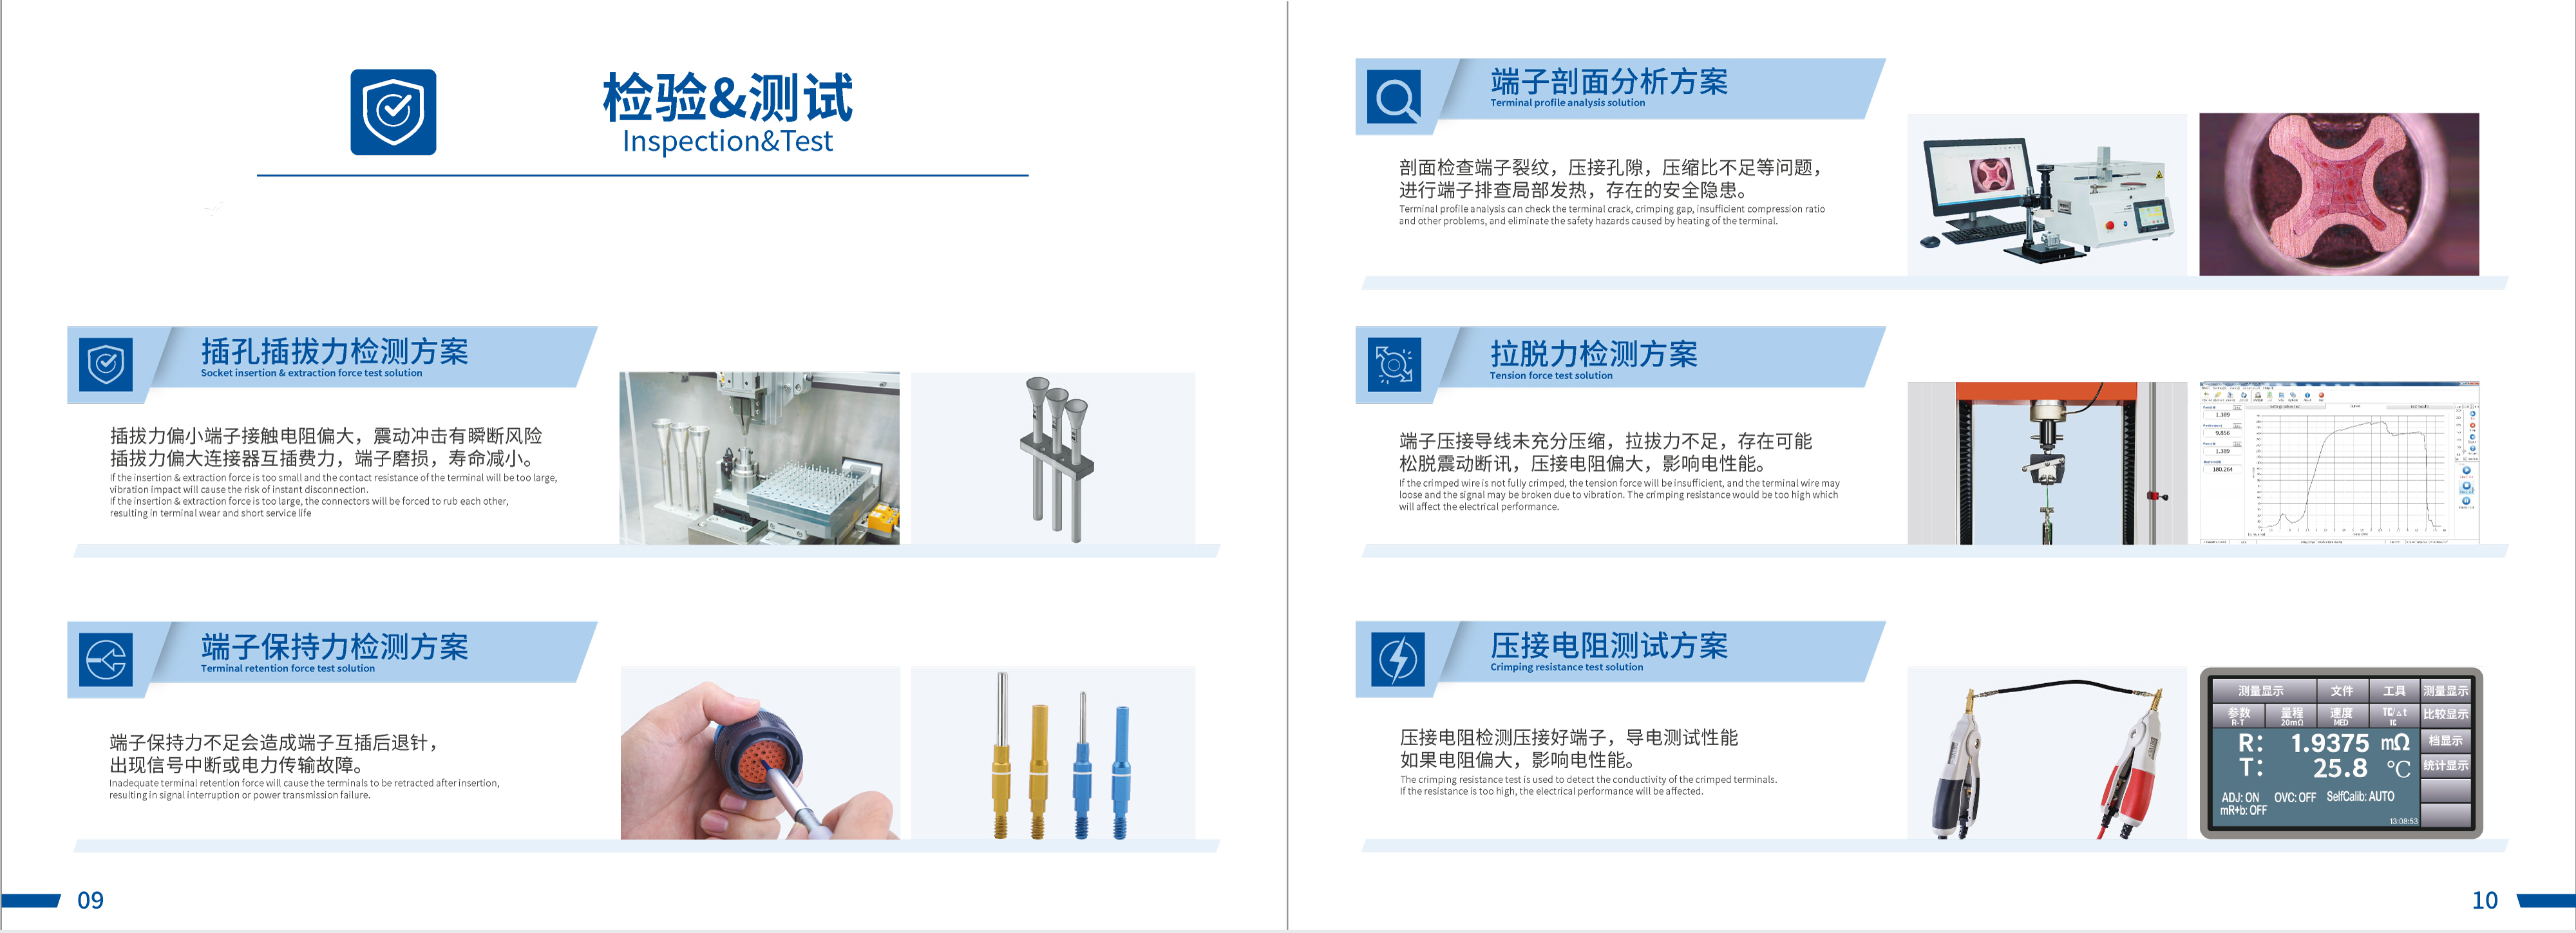 检验&测试
Inspection&Test
插孔插拔力检测方案
Socket insertion & extraction force test solution
插拔力偏小端子接触电阻偏大，震动冲击有瞬断风险
插拔力偏大连接器互插费力，端子磨损，寿命减小。
If the insertion & extraction force is too small and the contact resistance of the terminal will be too large,
vibration impact will cause the risk of instant disconnection.
If the insertion & extraction force is too large, the connectors will be forced to rub each other,
resulting in terminal wear and short service life
端子保持力检测方案
Terminal retention force test solution
端子保持力不足会造成端子互插后退针，
出现信号中断或电力传输故障。
Inadequate terminal retention force will cause the terminals to be retracted after insertion,
resulting in signal interruption or power transmission failure.
09
端子剖面分析方案
Terminal profile analysis solution
剖面检查端子裂纹，压接孔隙，压缩比不足等问题，
进行端子排查局部发热，存在的安全隐患。
Terminal profile analysis can check the terminal crack, crimping gap, insufficient compression ratio
and other problems, and eliminate the safety hazards caused by heating of the terminal.
拉脱力检测方案
Tension force test solution
端子压接导线未充分压缩，拉拔力不足，存在可能
松脱震动断讯，压接电阻偏大，影响电性能。
If the crimped wire is not fully crimped, the tension force will be insufficient, and the terminal wire may
loose and the signal may be broken due to vibration. The crimping resistance would be too high which
will affect the electrical performance.
1.389
9.856
1.389
180.264
压接电阻测试方案
Crimping resistance test solution
压接电阻检测压接好端子，导电测试性能
如果电阻偏大，影响电性能。
The crimping resistance test is used to detect the conductivity of the crimped terminals.
If the resistance is too high, the electrical performance will be affected.
测量显示 文件 工具 测量显示
参数 量程 速度 TC/△t 比较显示
R-T 20mΩ MED TC
R: 1.9375 mΩ 档显示
T: 25.8 ℃ 统计显示
ADJ: ON OVC: OFF SelfCalib: AUTO
mR+b: OFF
13:08:53
10